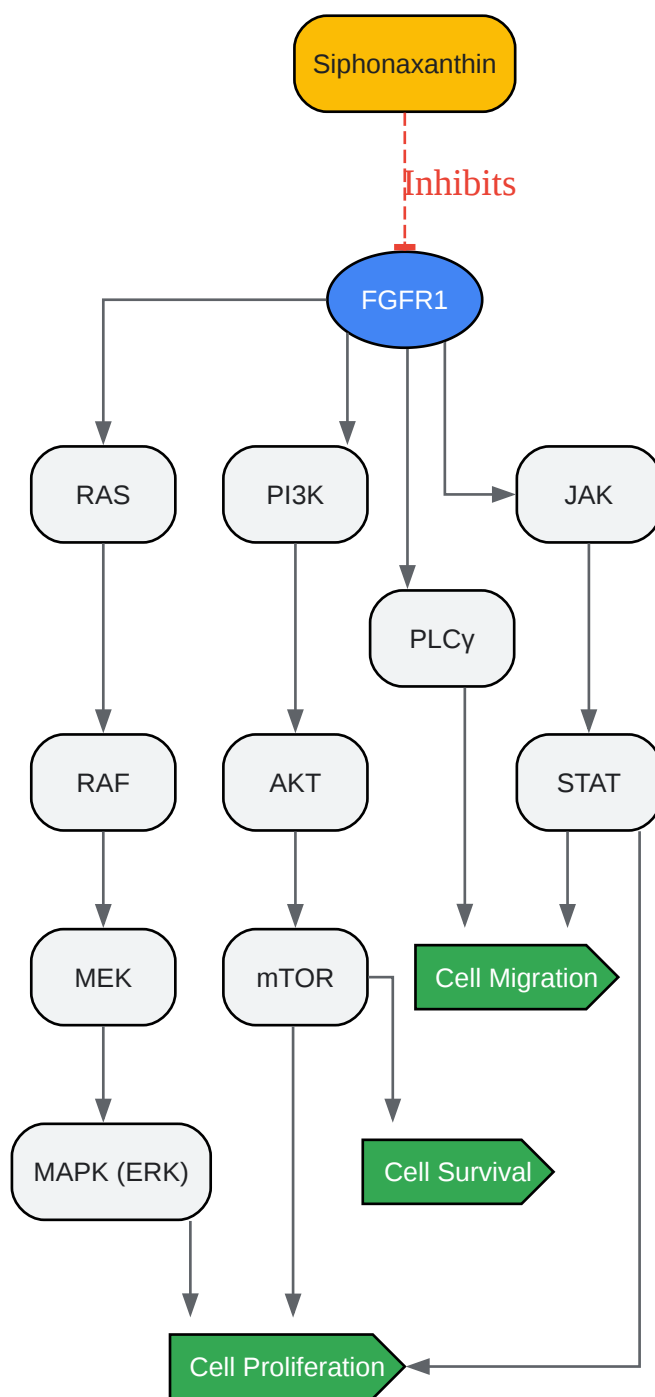 Siphonaxanthin
Inhibits
FGFR1
RAS
PI3K
JAK
PLCγ
RAF
AKT
STAT
MEK
mTOR
Cell Migration
MAPK (ERK)
Cell Survival
Cell Proliferation